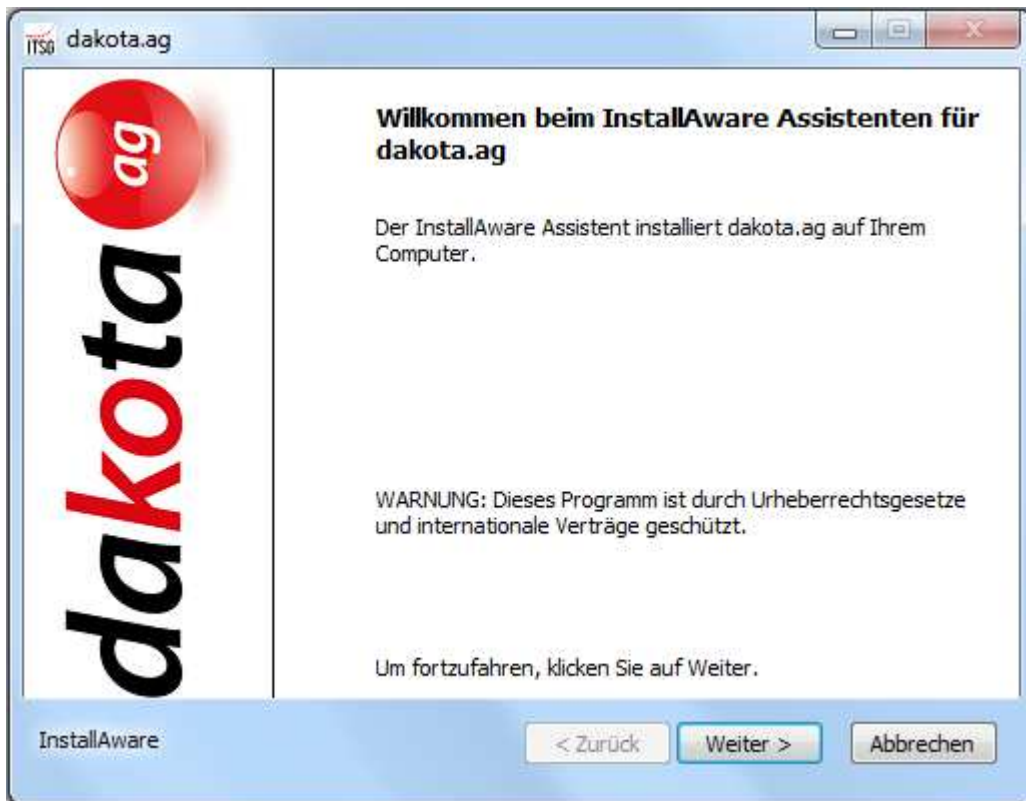 ITSG dakota.ag
dakota ag
Willkommen beim InstallAware Assistenten für
dakota.ag
Der InstallAware Assistent installiert dakota.ag auf Ihrem
Computer.
WARNUNG: Dieses Programm ist durch Urheberrechtsgesetze
und internationale Verträge geschützt.
Um fortzufahren, klicken Sie auf Weiter.
InstallAware
< Zurück
Weiter >
Abbrechen